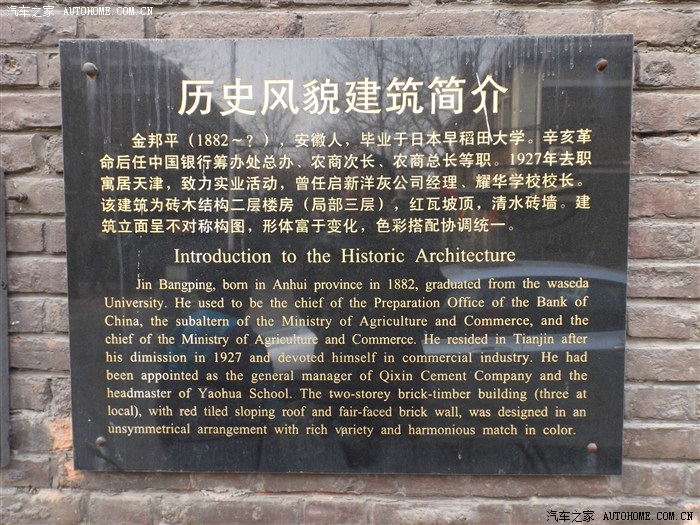 汽车之家 AUTOHOME.COM.CN
历史风貌建筑简介
金邦平（1882～?），安徽人，毕业于日本早稻田大学。辛亥革
命后任中国银行筹办处总办、农商次长、农商总长等职。1927年去职
寓居天津，致力实业活动，曾任启新洋灰公司经理、耀华学校校长。
该建筑为砖木结构二层楼房（局部三层），红瓦坡顶，清水砖墙。建
筑立面呈不对称构图，形体富于变化，色彩搭配协调统一。
Introduction to the Historic Architecture
Jin Bangping, born in Anhui province in 1882, graduated from the waseda
University. He used to be the chief of the Preparation Office of the Bank of
China, the subaltern of the Ministry of Agriculture and Commerce, and the
chief of the Ministry of Agriculture and Commerce. He resided in Tianjin after
his dimission in 1927 and devoted himself in commercial industry. He had
been appointed as the general manager of Qixin Cement Company and the
headmaster of Yaohua School. The two-storey brick-timber building (three at
local), with red tiled sloping roof and fair-faced brick wall, was designed in an
unsymmetrical arrangement with rich variety and harmonious match in color.
汽车之家 AUTOHOME.COM.CN